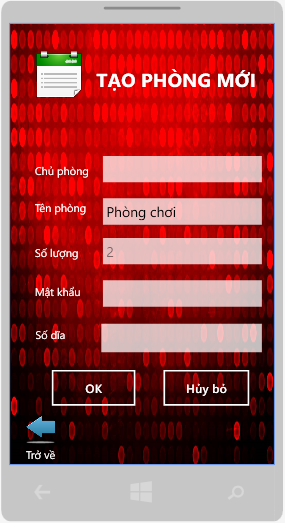 TẠO PHÒNG MỚI
Chủ phòng
Tên phòng
Phòng chơi
Số lượng
2
Mật khẩu
Số dĩa
OK
Hủy bỏ
Trở về